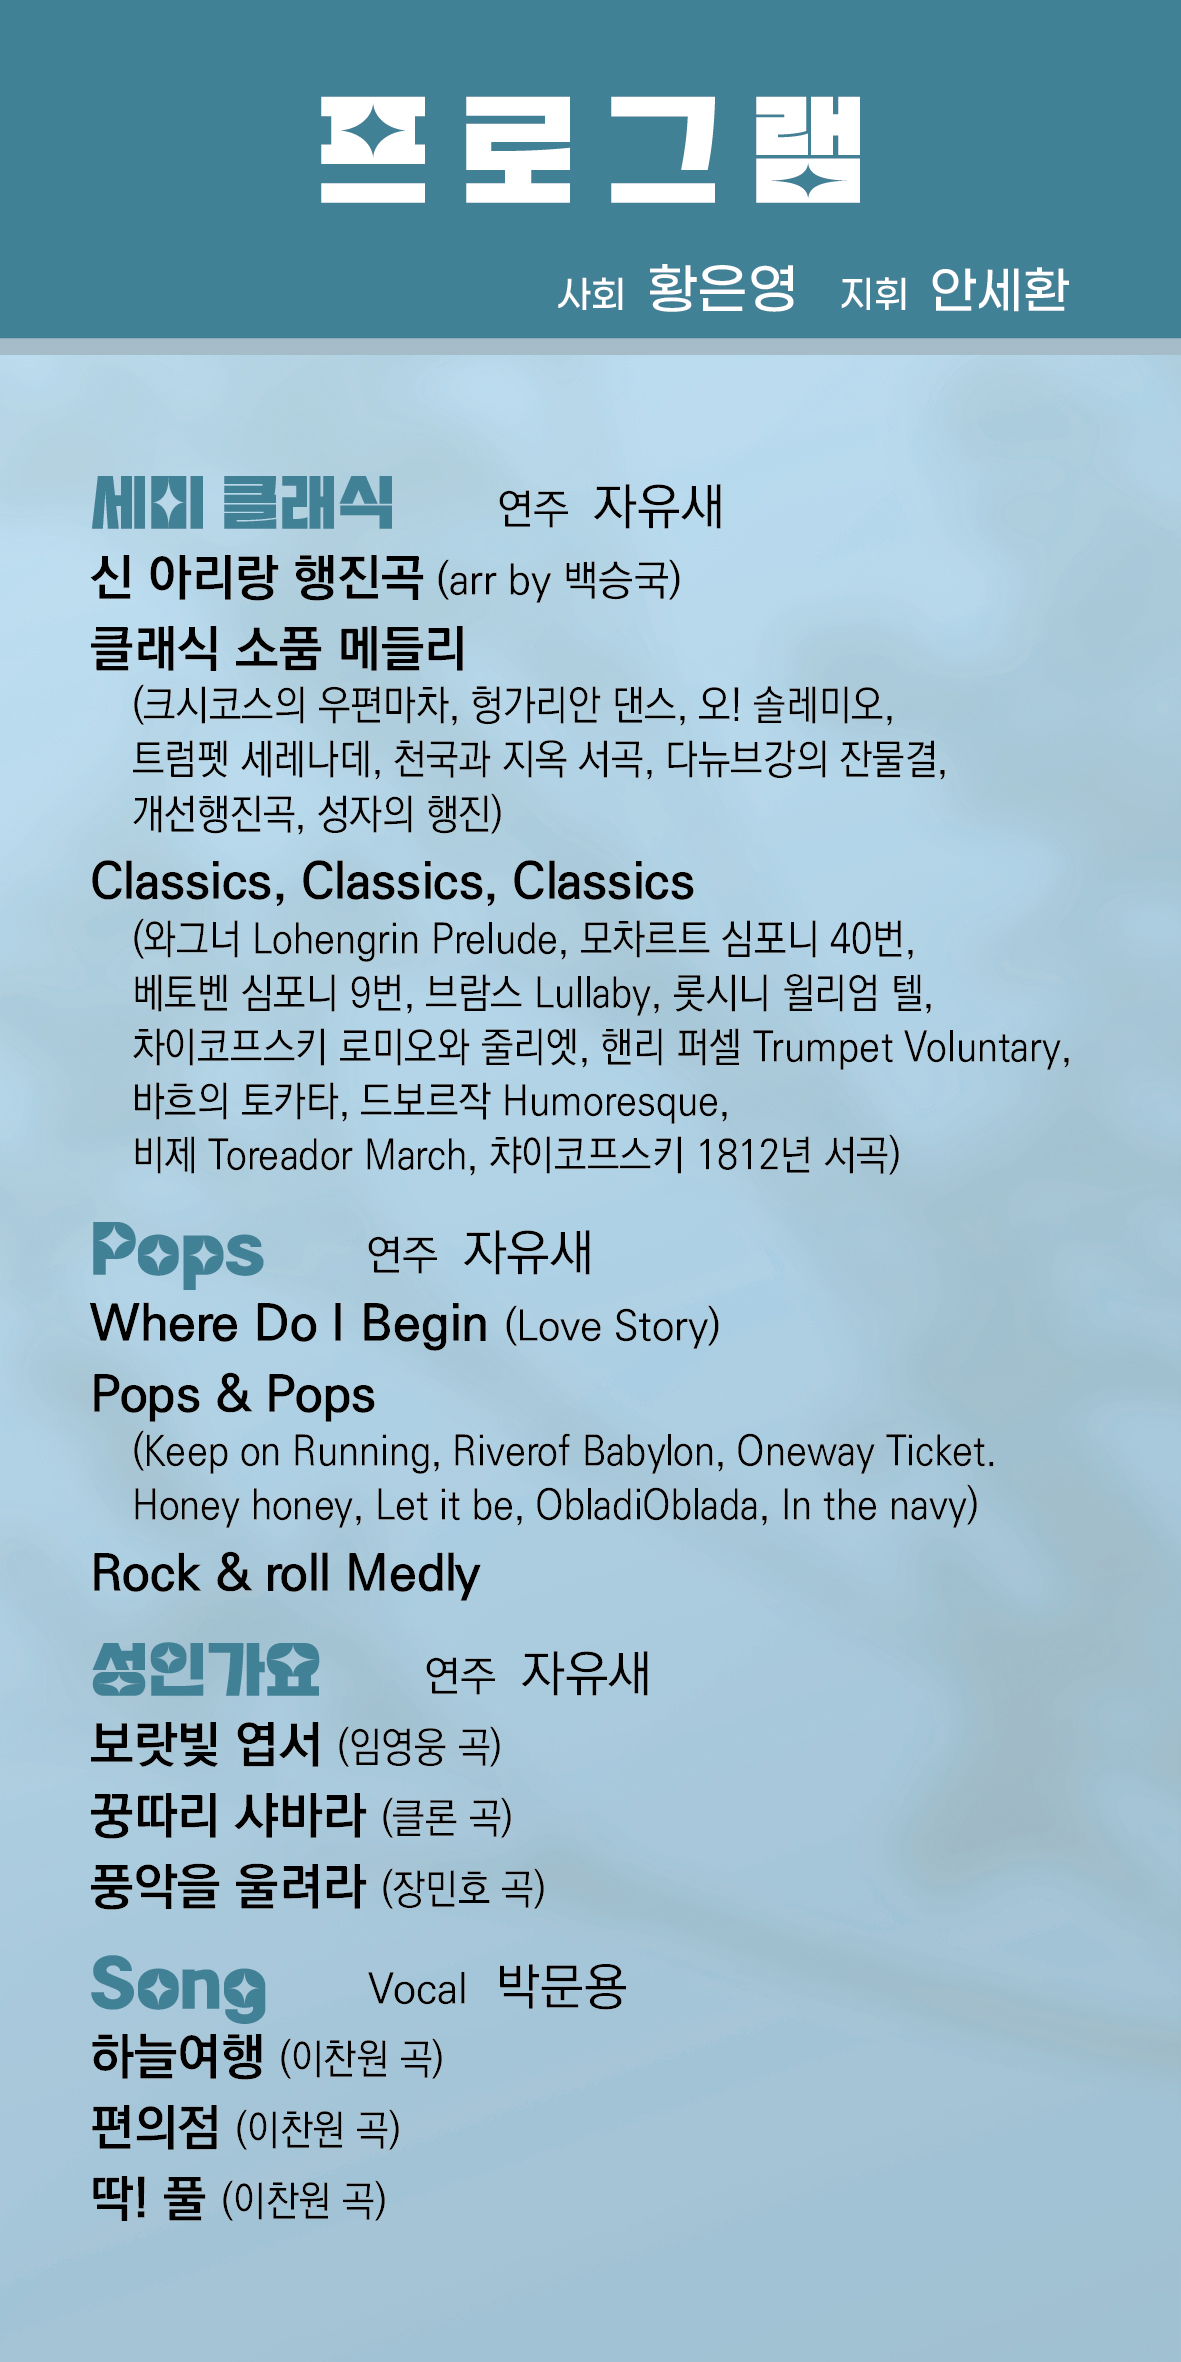 프로그램
사회 황은영 지휘 안세환
세미 클래식 연주 자유새
신 아리랑 행진곡 (arr by 백승국)
클래식 소품 메들리
(크시코스의 우편마차, 헝가리안 댄스, 오! 솔레미오,
트럼펫 세레나데, 천국과 지옥 서곡, 다뉴브강의 잔물결,
개선행진곡, 성자의 행진)
Classics, Classics, Classics
(와그너 Lohengrin Prelude, 모차르트 심포니 40번,
베토벤 심포니 9번, 브람스 Lullaby, 롯시니 윌리엄 텔,
차이코프스키 로미오와 줄리엣, 핸리 퍼셀 Trumpet Voluntary,
바흐의 토카타, 드보르작 Humoresque,
비제 Toreador March, 챠이코프스키 1812년 서곡)
Pops 연주 자유새
Where Do I Begin (Love Story)
Pops & Pops
(Keep on Running, Riverof Babylon, Oneway Ticket.
Honey honey, Let it be, ObladiOblada, In the navy)
Rock & roll Medly
성인가요 연주 자유새
보랏빛 엽서 (임영웅 곡)
꿍따리 샤바라 (클론 곡)
풍악을 울려라 (장민호 곡)
Song Vocal 박문용
하늘여행 (이찬원 곡)
편의점 (이찬원 곡)
딱! 풀 (이찬원 곡)